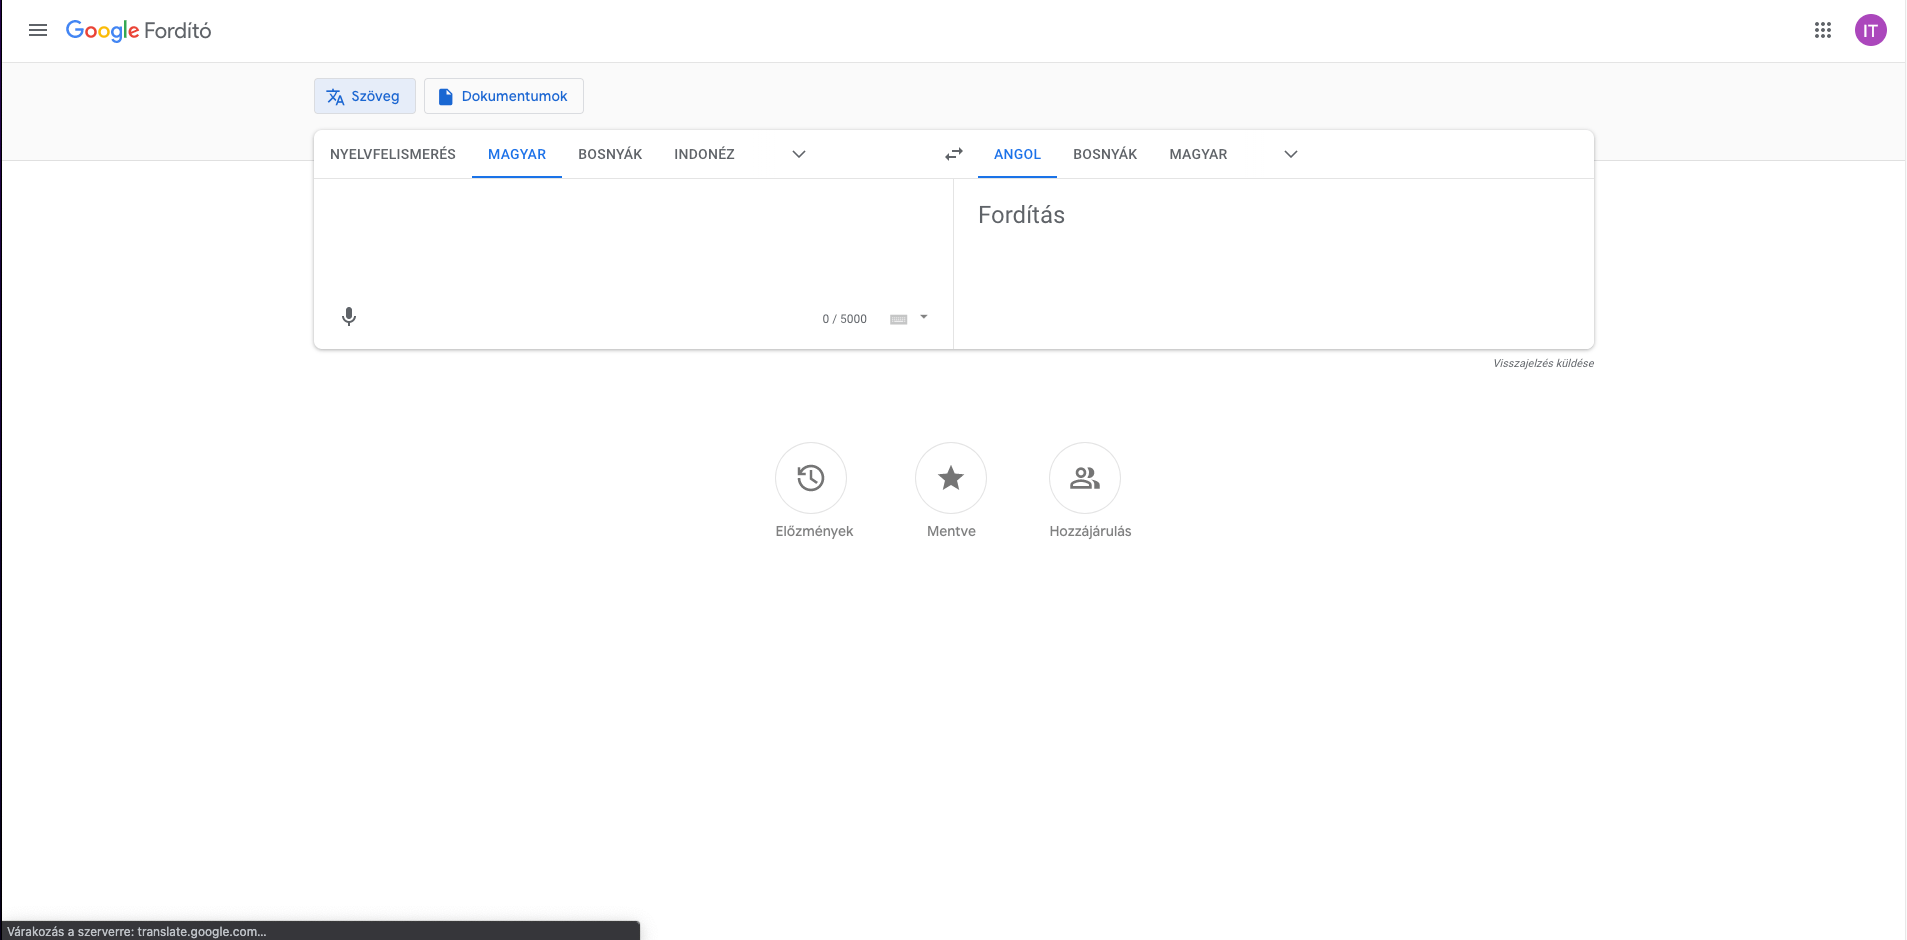 Google Fordító
IT
Szöveg
Dokumentumok
NYELVFELISMERÉS MAGYAR BOSNYÁK INDONÉZ
ANGOL BOSNYÁK MAGYAR
Fordítás
0 / 5000
Visszajelzés küldése
Előzmények
Mentve
Hozzájárulás
Várakozás a szerverre: translate.google.com...